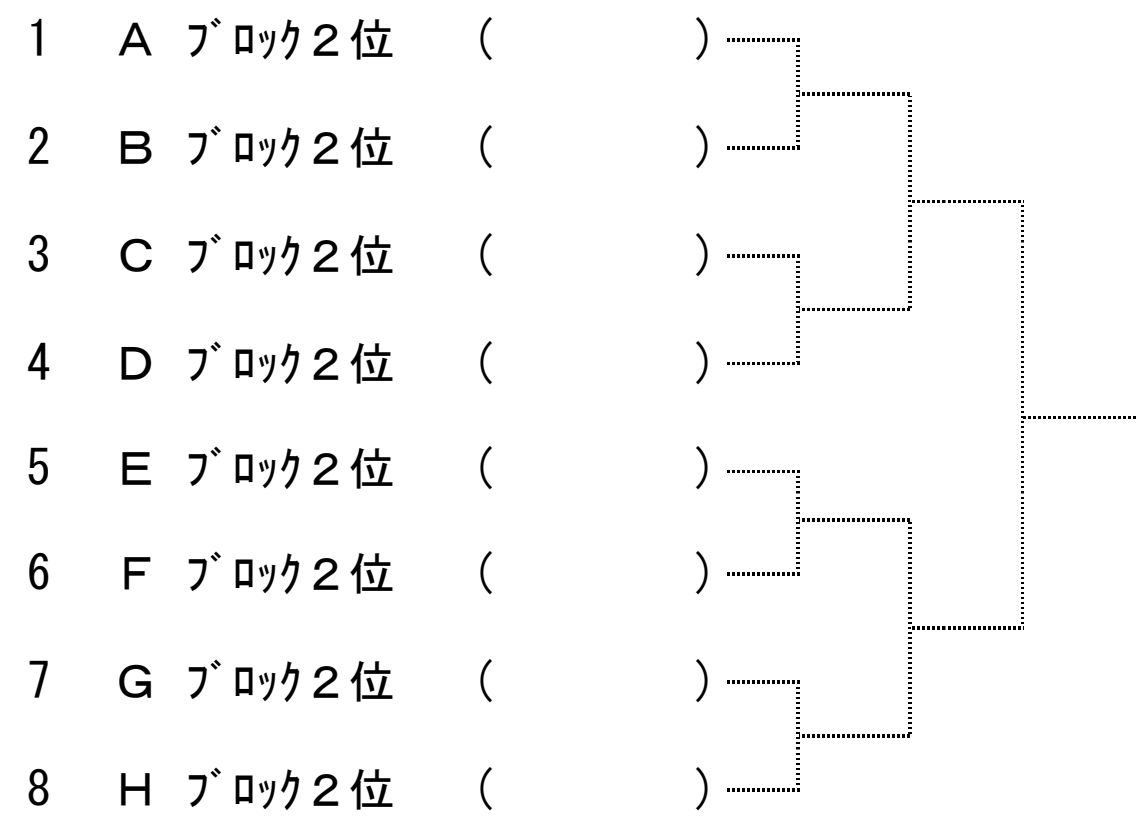 1 A ﾌﾞﾛｯｸ２位 ( )
2 B ﾌﾞﾛｯｸ２位 ( )
3 C ﾌﾞﾛｯｸ２位 ( )
4 D ﾌﾞﾛｯｸ２位 ( )
5 E ﾌﾞﾛｯｸ２位 ( )
6 F ﾌﾞﾛｯｸ２位 ( )
7 G ﾌﾞﾛｯｸ２位 ( )
8 H ﾌﾞﾛｯｸ２位 ( )